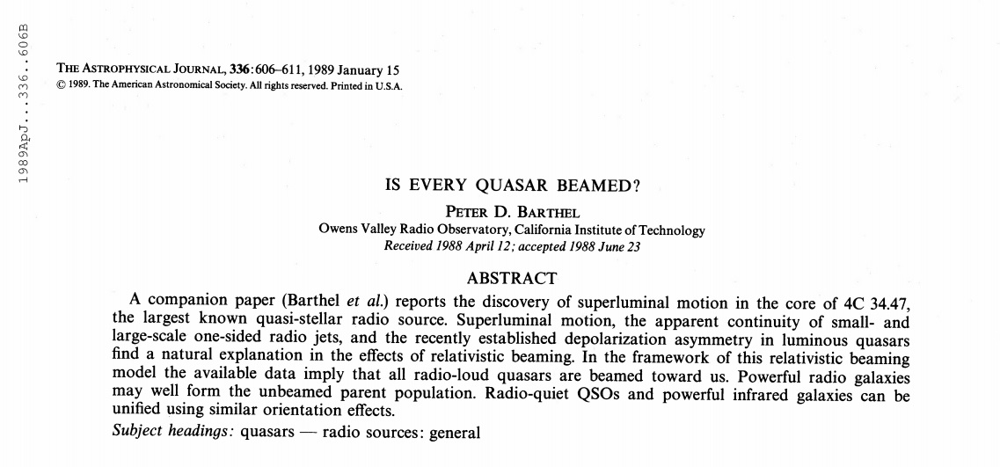 1989ApJ...336..606B
THE ASTROPHYSICAL JOURNAL, 336:606–611, 1989 January 15
© 1989. The American Astronomical Society. All rights reserved. Printed in U.S.A.
IS EVERY QUASAR BEAMED?
PETER D. BARTHEL
Owens Valley Radio Observatory, California Institute of Technology
Received 1988 April 12; accepted 1988 June 23
ABSTRACT
A companion paper (Barthel et al.) reports the discovery of superluminal motion in the core of 4C 34.47,
the largest known quasi-stellar radio source. Superluminal motion, the apparent continuity of small- and
large-scale one-sided radio jets, and the recently established depolarization asymmetry in luminous quasars
find a natural explanation in the effects of relativistic beaming. In the framework of this relativistic beaming
model the available data imply that all radio-loud quasars are beamed toward us. Powerful radio galaxies
may well form the unbeamed parent population. Radio-quiet QSOs and powerful infrared galaxies can be
unified using similar orientation effects.
Subject headings: quasars — radio sources: general